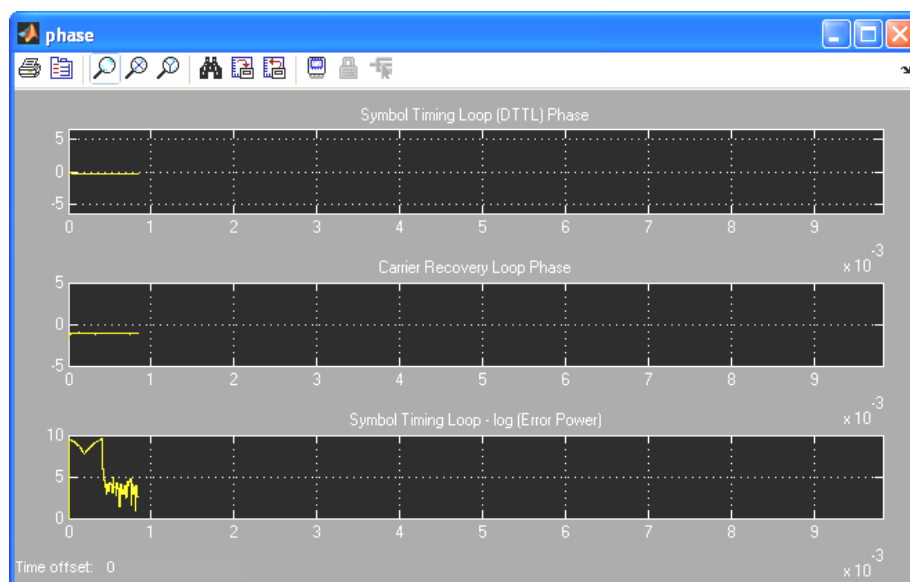 phase
Symbol Timing Loop (DTTL) Phase
5
0
-5
0 1 2 3 4 5 6 7 8 9
x 10 -3
Carrier Recovery Loop Phase
5
0
-5
0 1 2 3 4 5 6 7 8 9
x 10 -3
Symbol Timing Loop - log (Error Power)
10
5
0
0 1 2 3 4 5 6 7 8 9
x 10 -3
Time offset: 0